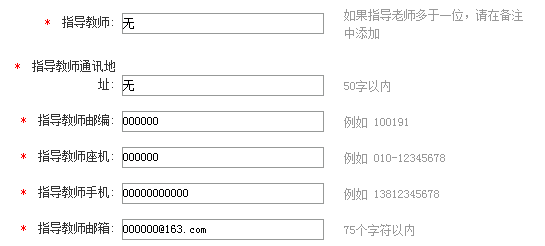 * 指导教师: 无 如果指导老师多于一位，请在备注
中添加
* 指导教师通讯地
址: 无 50字以内
* 指导教师邮编: 000000 例如 100191
* 指导教师座机: 000000 例如 010-12345678
* 指导教师手机: 00000000000 例如 13812345678
* 指导教师邮箱: 000000@163.com 75个字符以内